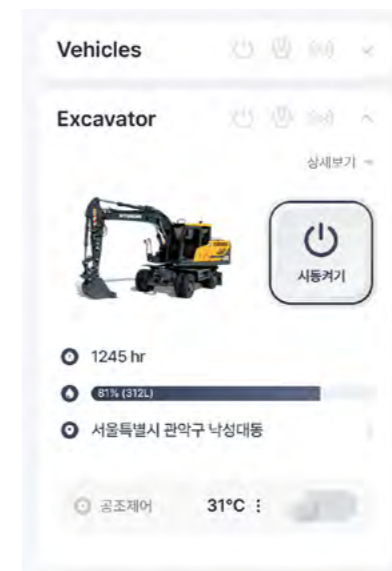 Vehicles
Excavator
상세보기
시동켜기
1245 hr
81% (312L)
서울특별시 관악구 낙성대동
공조제어 31°C